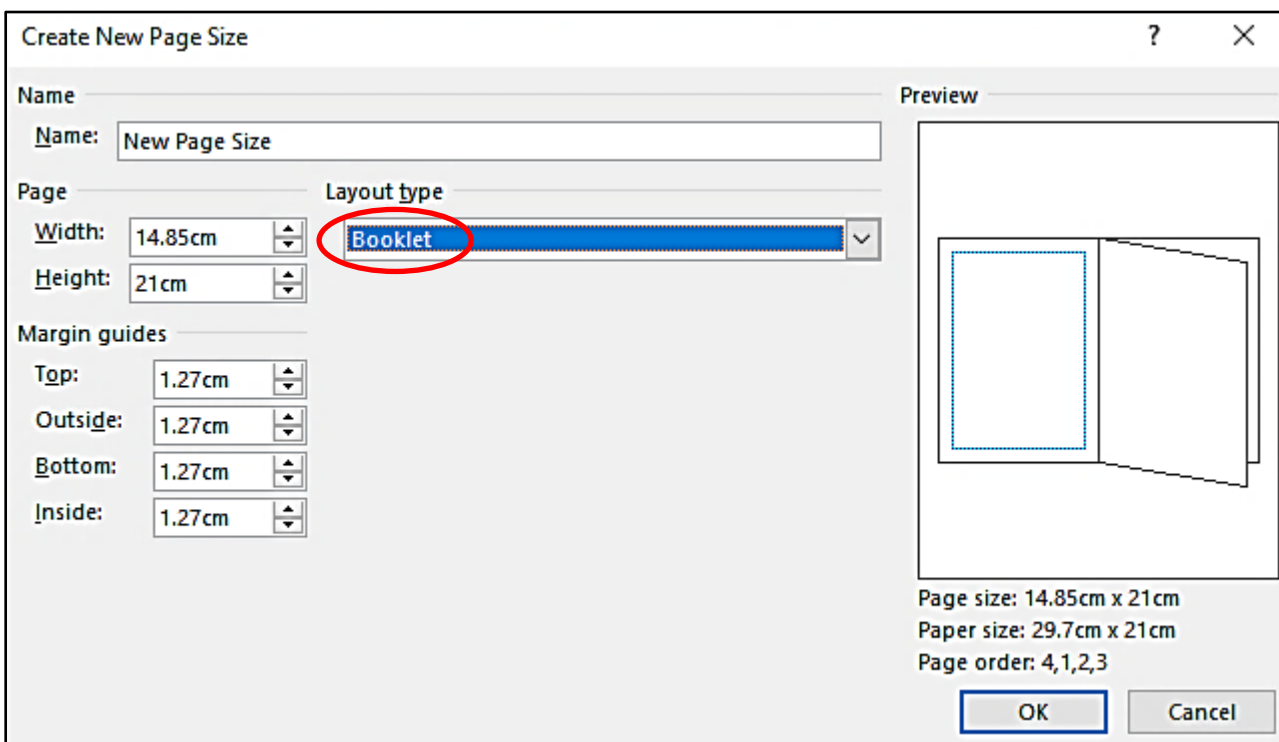 Create New Page Size ?
Name
Name: New Page Size
Page
Width: 14.85cm
Height: 21cm
Layout type
Booklet
Margin guides
Top: 1.27cm
Outside: 1.27cm
Bottom: 1.27cm
Inside: 1.27cm
Preview
Page size: 14.85cm x 21cm
Paper size: 29.7cm x 21cm
Page order: 4,1,2,3
OK Cancel